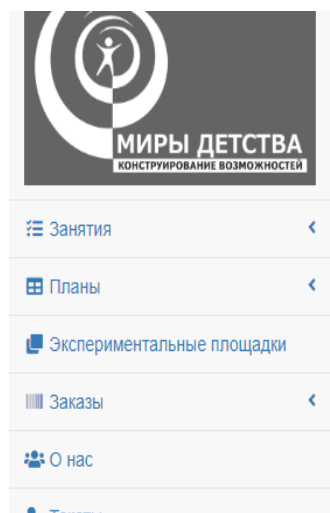 МИРЫ ДЕТСТВА
КОНСТРУИРОВАНИЕ ВОЗМОЖНОСТЕЙ
Занятия
Планы
Экспериментальные площадки
Заказы
О нас